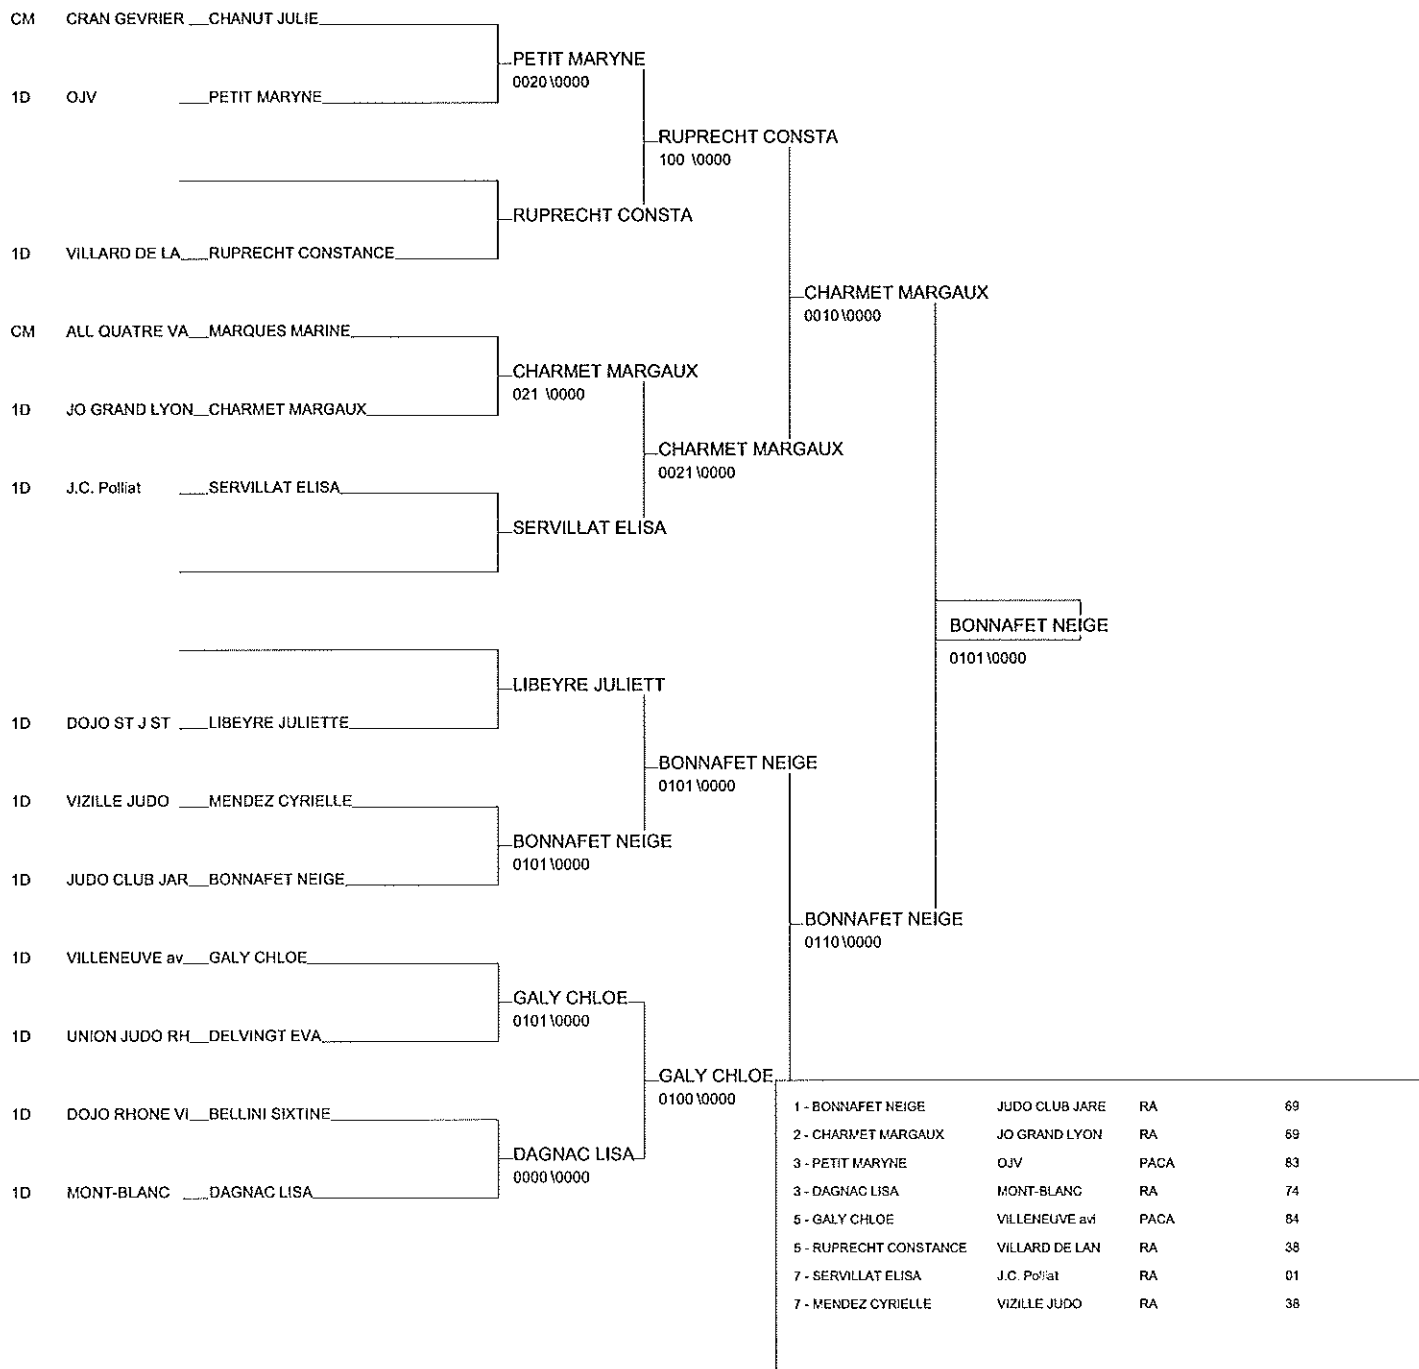 CM CRAN GEVRIER CHANUT JULIE
PETIT MARYNE
0020\0000
1D OJV PETIT MARYNE
RUPRECHT CONSTA
100 \0000
RUPRECHT CONSTA
1D VILLARD DE LA RUPRECHT CONSTANCE
CHARMET MARGAUX
0010\0000
CM ALL QUATRE VA MARQUES MARINE
CHARMET MARGAUX
021 \0000
1D JO GRAND LYON CHARMET MARGAUX
CHARMET MARGAUX
0021\0000
1D J.C. Polliat SERVILLAT ELISA
SERVILLAT ELISA
BONNAFET NEIGE
0101\0000
LIBEYRE JULIETT
1D DOJO ST J ST LIBEYRE JULIETTE
BONNAFET NEIGE
0101\0000
1D VIZILLE JUDO MENDEZ CYRIELLE
BONNAFET NEIGE
0101\0000
1D JUDO CLUB JAR BONNAFET NEIGE
BONNAFET NEIGE
0110\0000
1D VILLENEUVE av GALY CHLOE
GALY CHLOE
0101\0000
1D UNION JUDO RH DELVINGT EVA
GALY CHLOE
0100\0000
1D DOJO RHONE VI BELLINI SIXTINE
DAGNAC LISA
0000\0000
1D MONT-BLANC DAGNAC LISA
1 - BONNAFET NEIGE JUDO CLUB JARE RA 69
2 - CHARMET MARGAUX JO GRAND LYON RA 69
3 - PETIT MARYNE OJV PACA 83
3 - DAGNAC LISA MONT-BLANC RA 74
5 - GALY CHLOE VILLENEUVE avi PACA 84
5 - RUPRECHT CONSTANCE VILLARD DE LAN RA 38
7 - SERVILLAT ELISA J.C. Polliat RA 01
7 - MENDEZ CYRIELLE VIZILLE JUDO RA 38